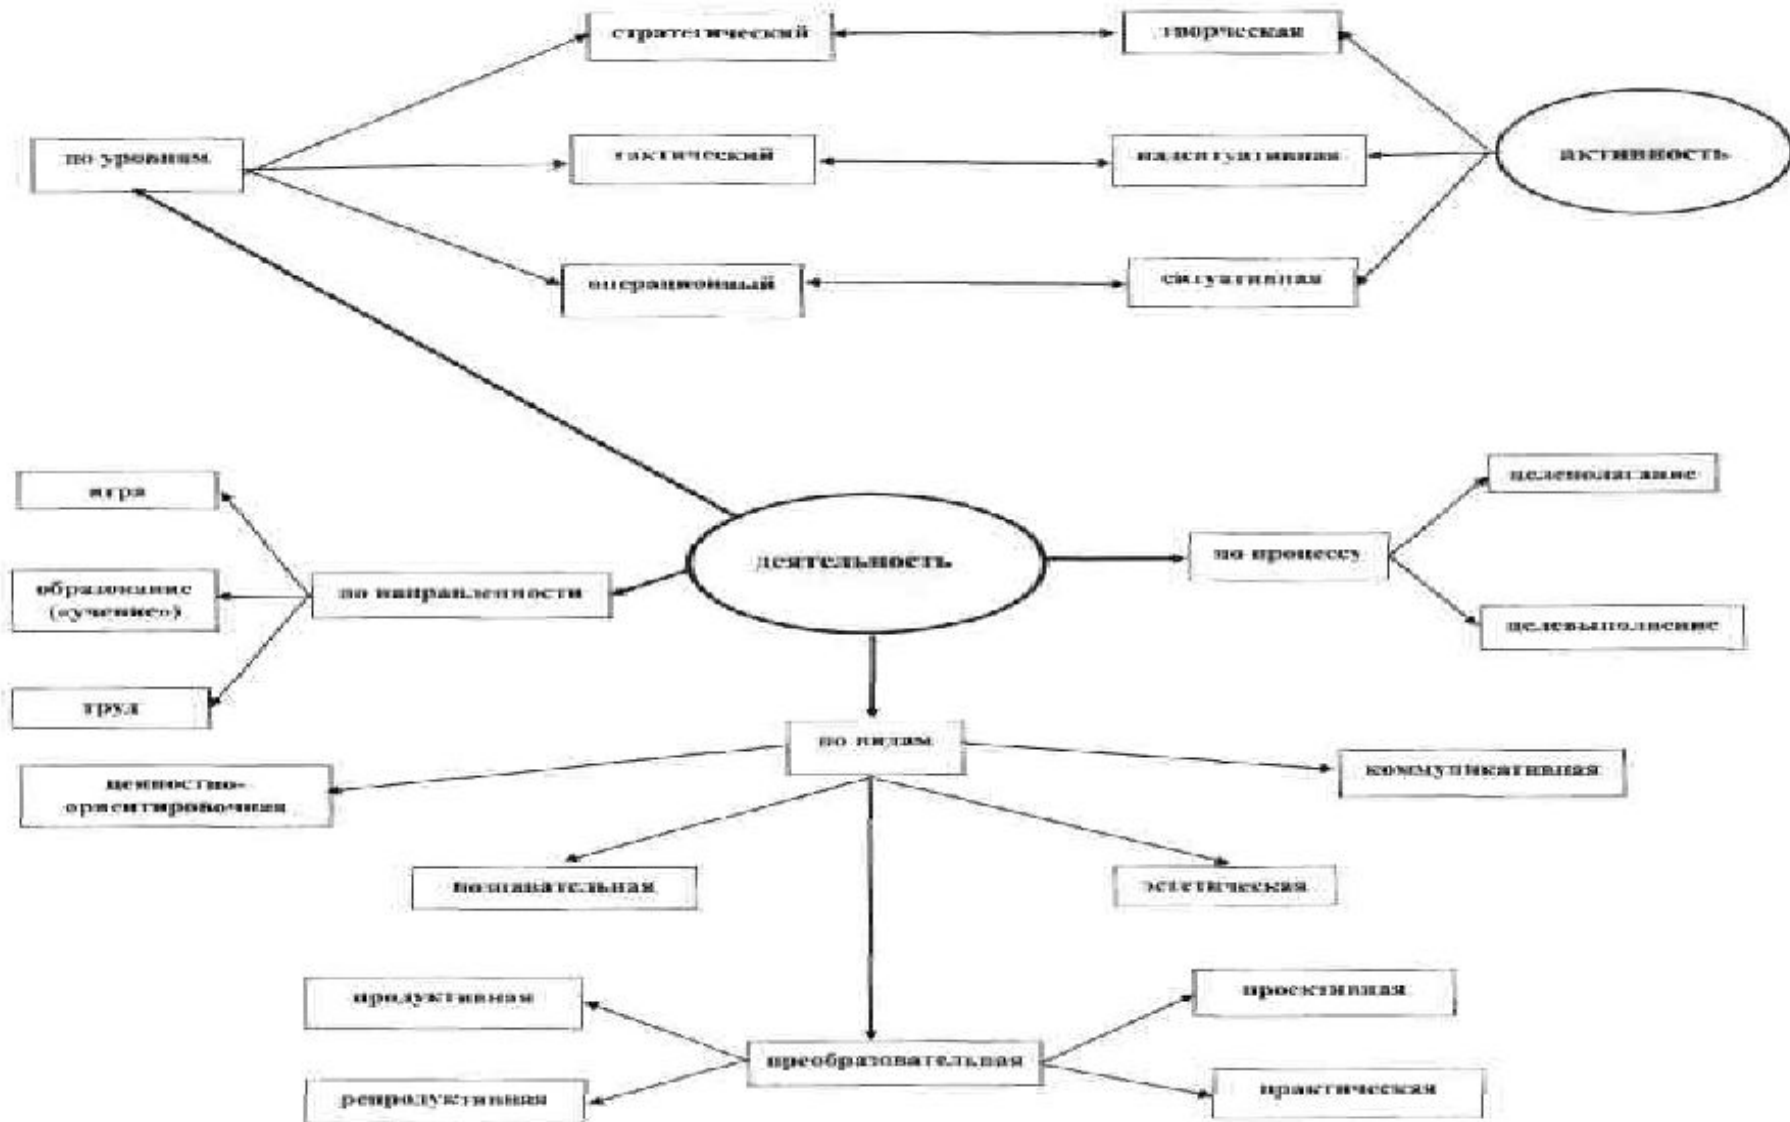 стратегический
творческая
по уровням
тактический
надситуативная
активность
операционный
ситуативная
игра
целеполагание
деятельность
по процессу
образование
(«учение»)
по направленности
целевыполнение
труд
по видам
коммуникативная
ценностно-
ориентировочная
познавательная
эстетическая
продуктивная
проективная
преобразовательная
репродуктивная
практическая